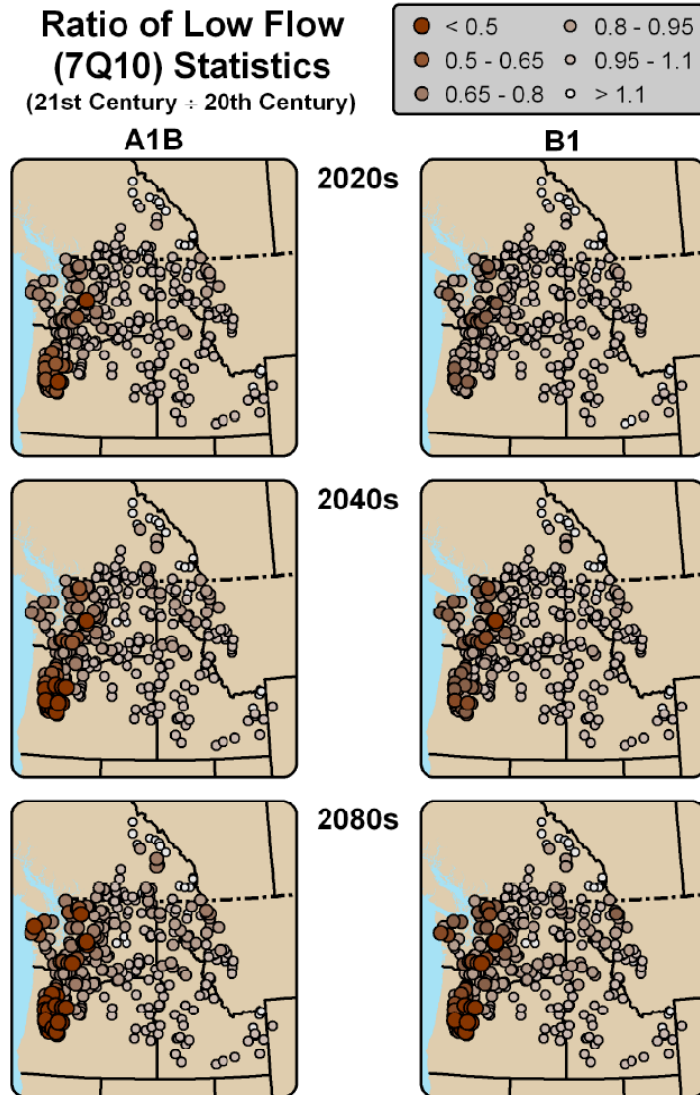 Ratio of Low Flow
(7Q10) Statistics
(21st Century ÷ 20th Century)
< 0.5
0.8 - 0.95
0.5 - 0.65
0.95 - 1.1
0.65 - 0.8
> 1.1
A1B
B1
2020s
2040s
2080s